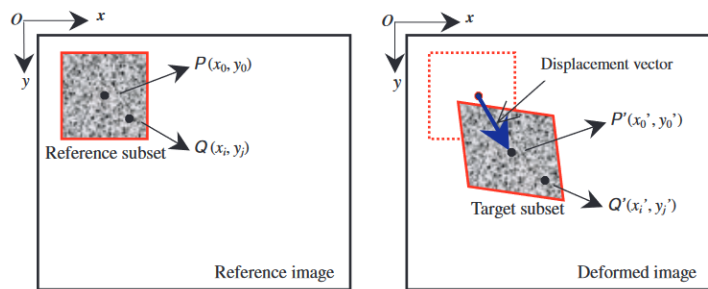 O x
y
P(x₀, y₀)
Q(xᵢ, yⱼ)
Reference subset
Reference image
O x
y
Displacement vector
P'(x₀', y₀')
Q'(xᵢ', yⱼ')
Target subset
Deformed image